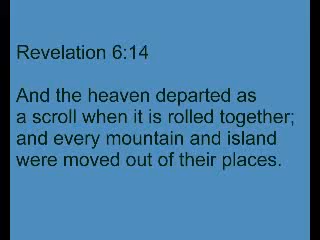 Revelation 6:14
And the heaven departed as
a scroll when it is rolled together;
and every mountain and island
were moved out of their places.